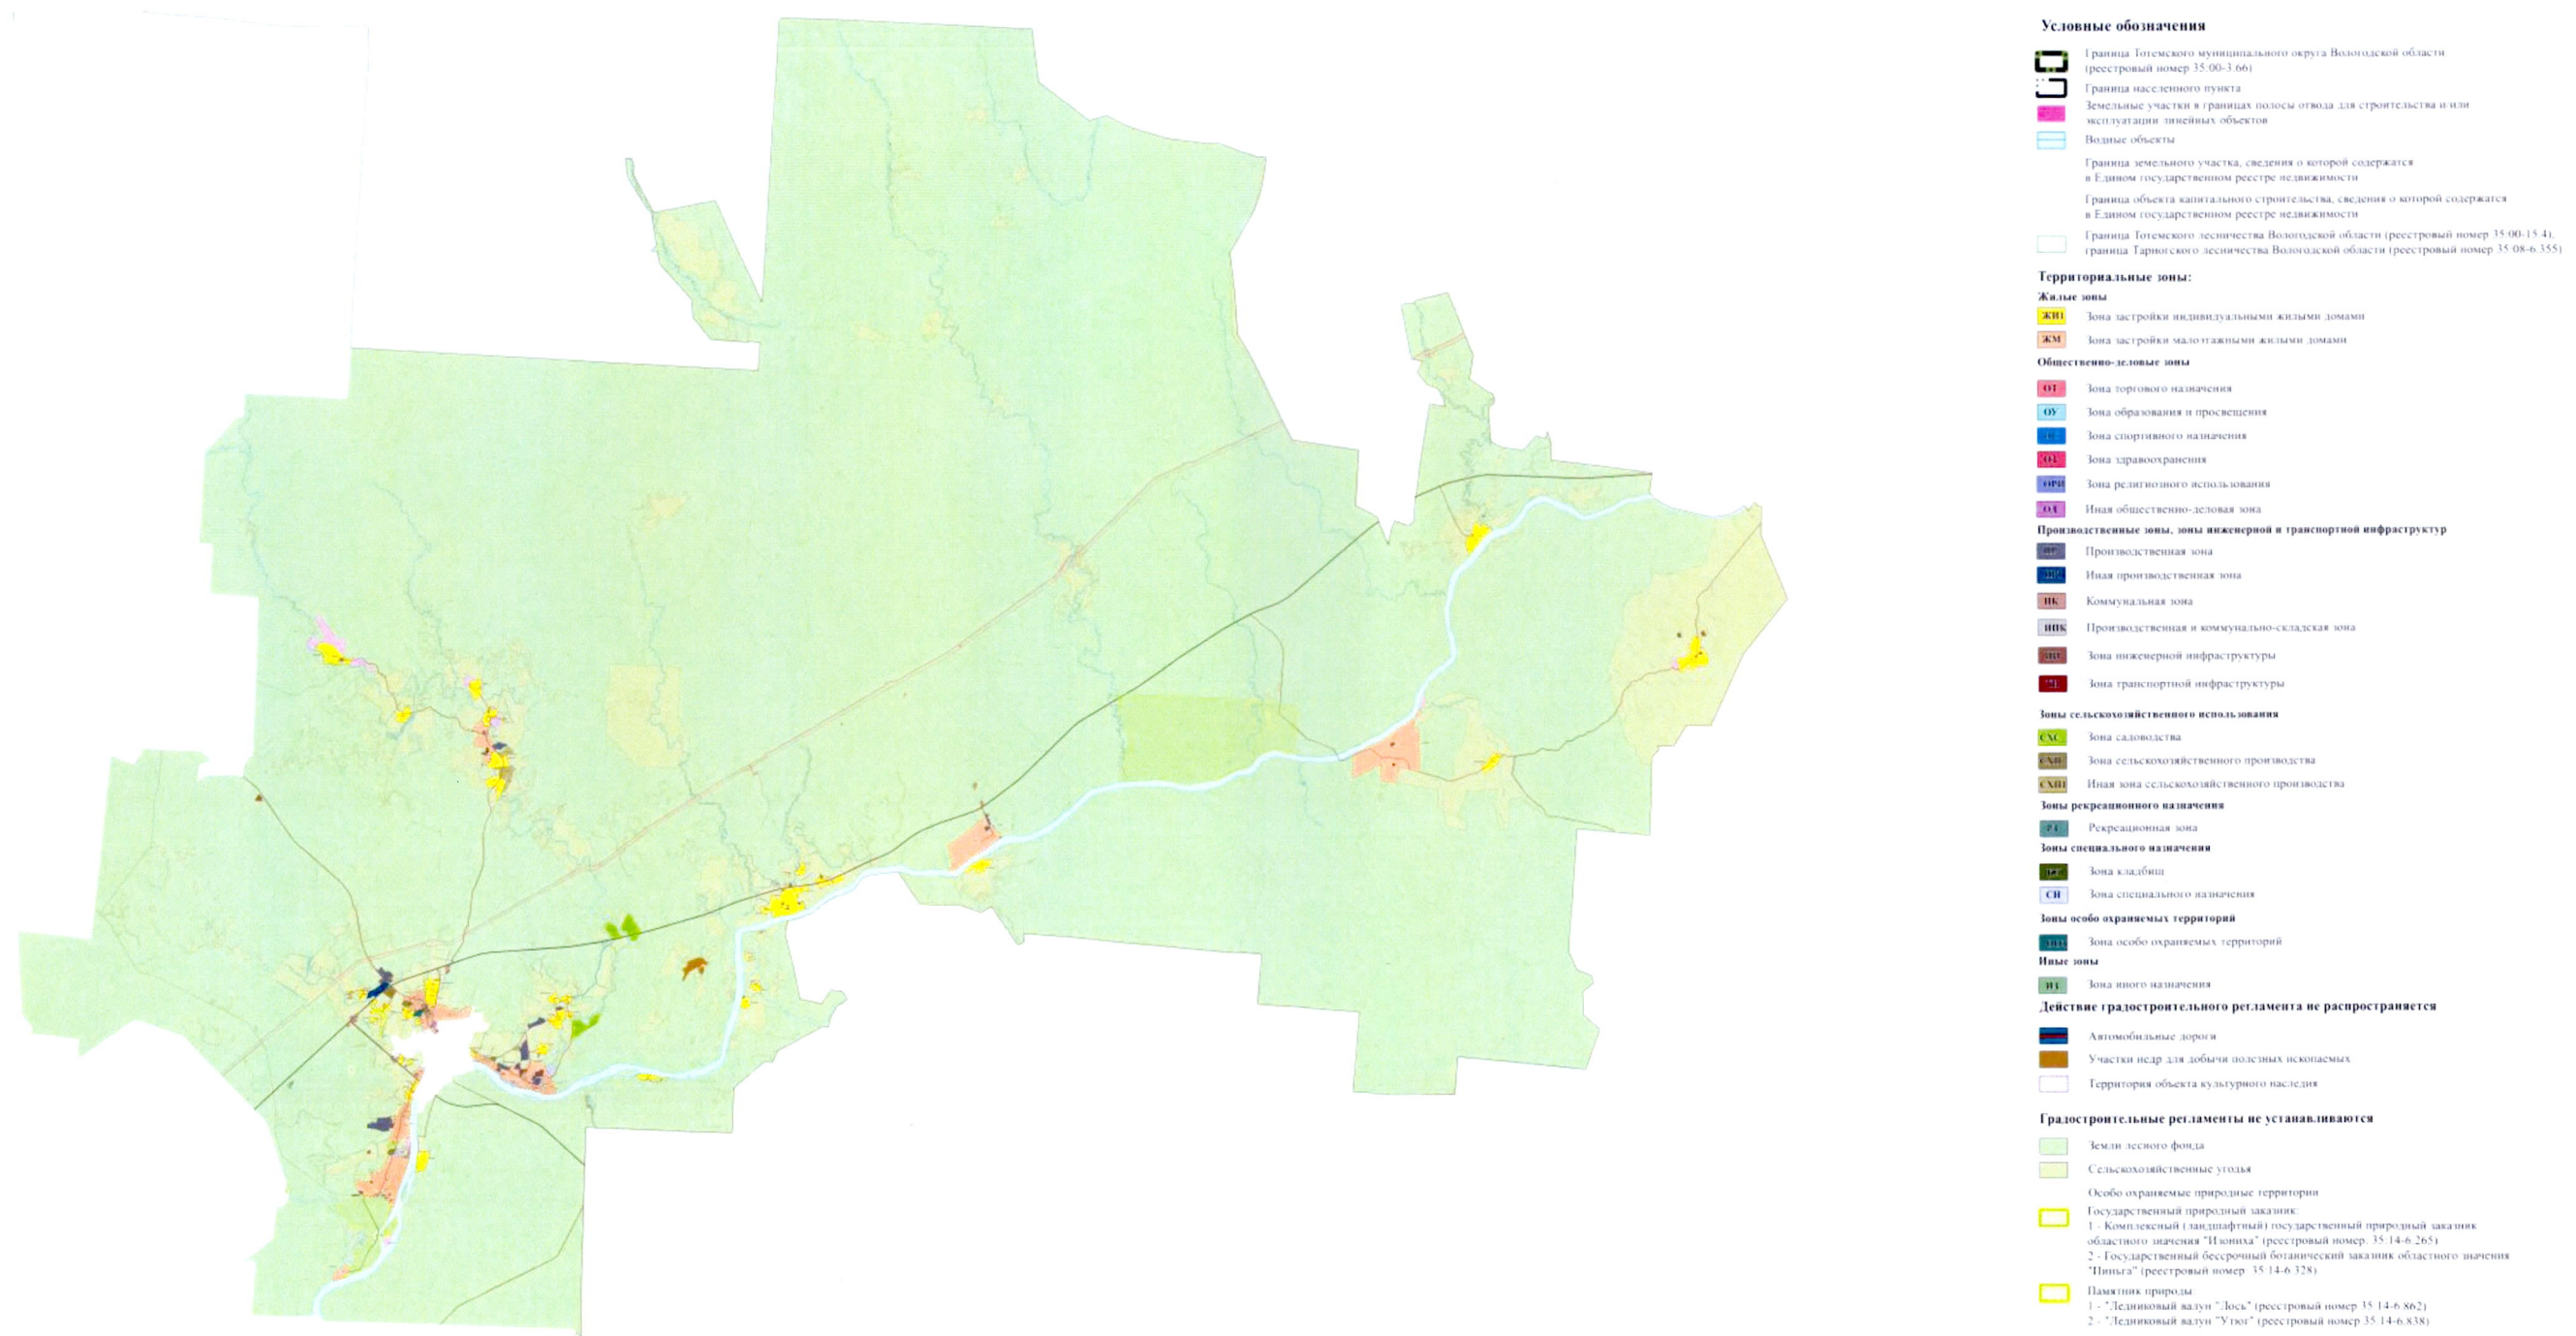 Условные обозначения
Граница Тотемского муниципального округа Вологодской области
(реестровый номер 35:00-3.66)
Граница населенного пункта
Земельные участки в границах полосы отвода для строительства и/или
эксплуатации линейных объектов
Водные объекты
Граница земельного участка, сведения о которой содержатся
в Едином государственном реестре недвижимости
Граница объекта капитального строительства, сведения о которой содержатся
в Едином государственном реестре недвижимости
Граница Тотемского лесничества Вологодской области (реестровый номер 35:00-15.4),
граница Тарногского лесничества Вологодской области (реестровый номер 35:08-6.355)
Территориальные зоны:
Жилые зоны
ЖИ1 Зона застройки индивидуальными жилыми домами
ЖМ Зона застройки малоэтажными жилыми домами
Общественно-деловые зоны
ОТ Зона торгового назначения
ОУ Зона образования и просвещения
Зона спортивного назначения
ОЗ Зона здравоохранения
ОРИ Зона религиозного использования
ОД Иная общественно-деловая зона
Производственные зоны, зоны инженерной и транспортной инфраструктур
Производственная зона
Иная производственная зона
ПК Коммунальная зона
ИПК Производственная и коммунально-складская зона
Зона инженерной инфраструктуры
Зона транспортной инфраструктуры
Зоны сельскохозяйственного использования
СХС Зона садоводства
СХП Зона сельскохозяйственного производства
СХП1 Иная зона сельскохозяйственного производства
Зоны рекреационного назначения
Рекреационная зона
Зоны специального назначения
Зона кладбищ
СН Зона специального назначения
Зоны особо охраняемых территорий
Зона особо охраняемых территорий
Иные зоны
ИЗ Зона иного назначения
Действие градостроительного регламента не распространяется
Автомобильные дороги
Участки недр для добычи полезных ископаемых
Территория объекта культурного наследия
Градостроительные регламенты не устанавливаются
Земли лесного фонда
Сельскохозяйственные угодья
Особо охраняемые природные территории
Государственный природный заказник:
1 - Комплексный (ландшафтный) государственный природный заказник
областного значения "Изониха" (реестровый номер: 35:14-6.265)
2 - Государственный бессрочный ботанический заказник областного значения
"Пиньга" (реестровый номер: 35:14-6.328)
Памятник природы:
1 - "Ледниковый валун "Лось" (реестровый номер 35:14-6.862)
2 - "Ледниковый валун "Утюг" (реестровый номер 35:14-6.838)